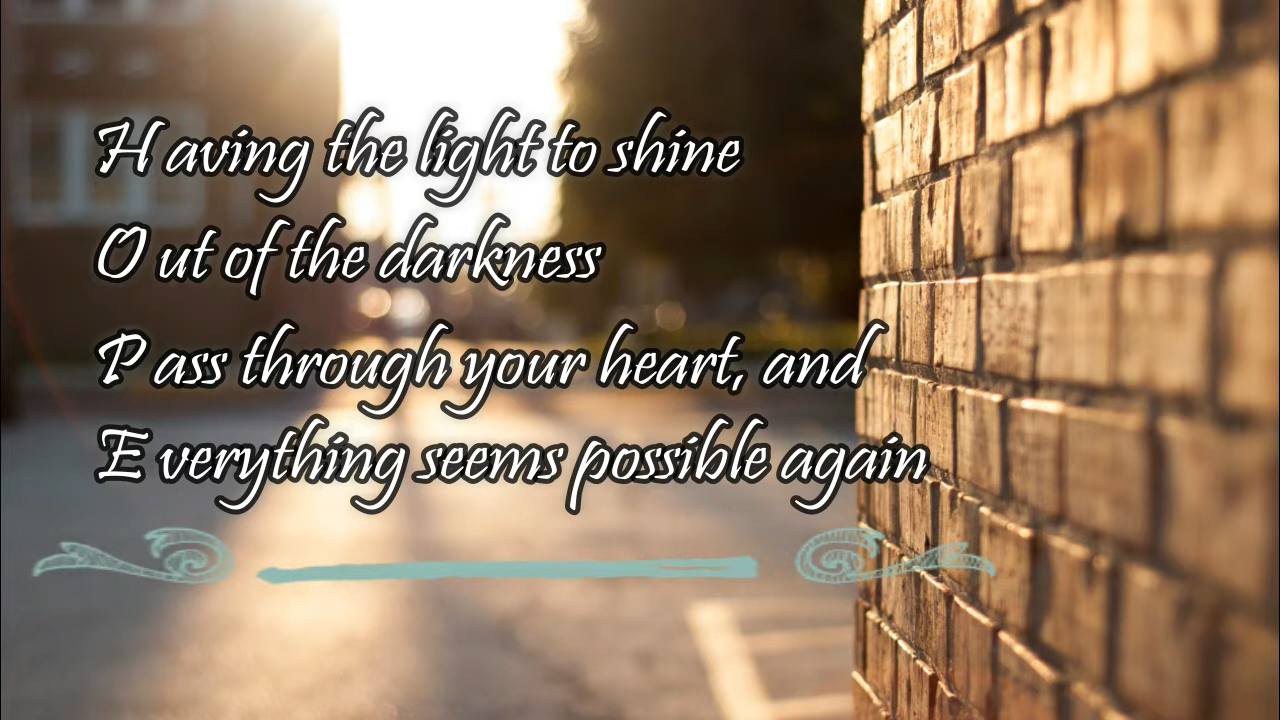 H aving the light to shine
O ut of the darkness
P ass through your heart, and
E verything seems possible again